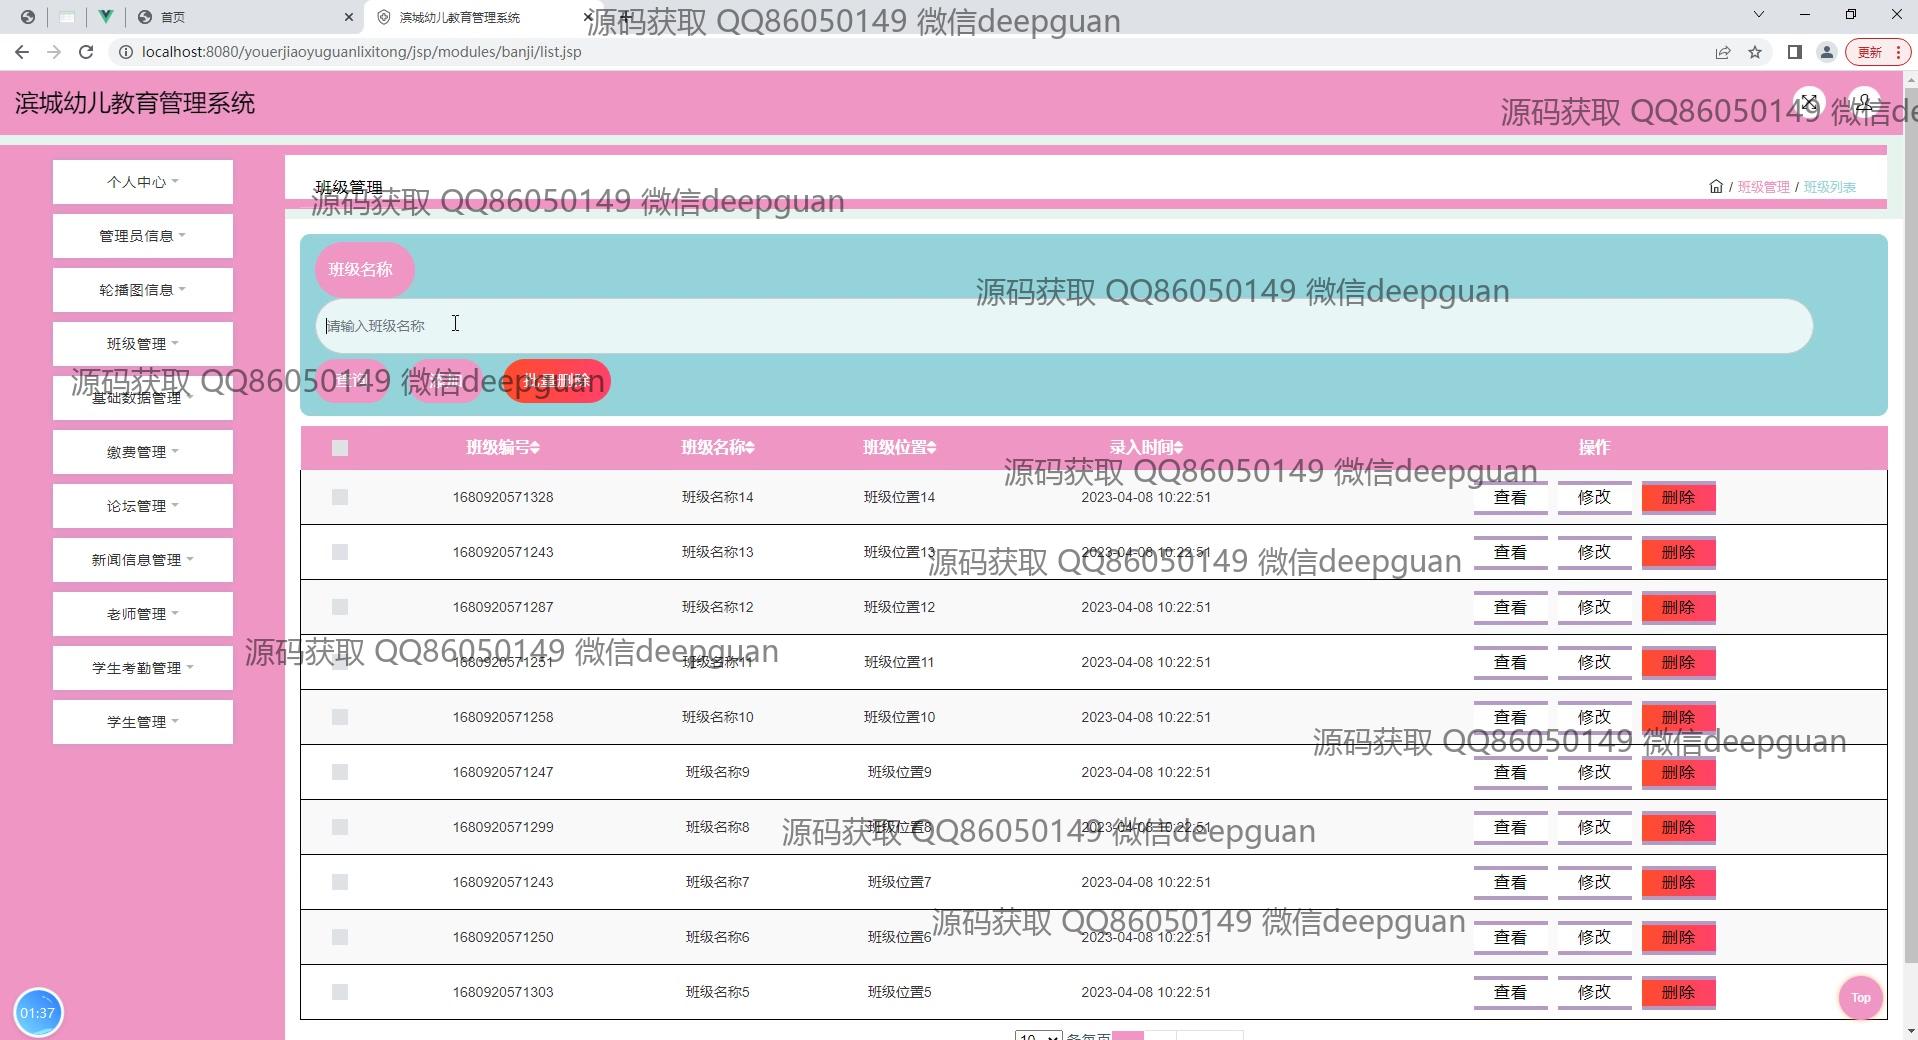 首页
滨城幼儿教育管理系统
源码获取 QQ86050149 微信deepguan
localhost:8080/youerjiaoyuguanlixitong/jsp/modules/banji/list.jsp
更新
滨城幼儿教育管理系统
源码获取 QQ86050149 微信de
个人中心
管理员信息
轮播图信息
班级管理
基础数据管理
缴费管理
论坛管理
新闻信息管理
老师管理
学生考勤管理
学生管理
班级管理
/ 班级管理 / 班级列表
源码获取 QQ86050149 微信deepguan
班级名称
源码获取 QQ86050149 微信deepguan
请输入班级名称
查询 添加 批量删除
源码获取 QQ86050149 微信deepguan
班级编号 班级名称 班级位置 录入时间 操作
源码获取 QQ86050149 微信deepguan
1680920571328 班级名称14 班级位置14 2023-04-08 10:22:51 查看 修改 删除
1680920571243 班级名称13 班级位置13 2023-04-08 10:22:51 查看 修改 删除
源码获取 QQ86050149 微信deepguan
1680920571287 班级名称12 班级位置12 2023-04-08 10:22:51 查看 修改 删除
1680920571251 班级名称11 班级位置11 2023-04-08 10:22:51 查看 修改 删除
源码获取 QQ86050149 微信deepguan
1680920571258 班级名称10 班级位置10 2023-04-08 10:22:51 查看 修改 删除
源码获取 QQ86050149 微信deepguan
1680920571247 班级名称9 班级位置9 2023-04-08 10:22:51 查看 修改 删除
1680920571299 班级名称8 班级位置8 2023-04-08 10:22:51 查看 修改 删除
源码获取 QQ86050149 微信deepguan
1680920571243 班级名称7 班级位置7 2023-04-08 10:22:51 查看 修改 删除
1680920571250 班级名称6 班级位置6 2023-04-08 10:22:51 查看 修改 删除
源码获取 QQ86050149 微信deepguan
1680920571303 班级名称5 班级位置5 2023-04-08 10:22:51 查看 修改 删除
Top
01:37
10 条每页